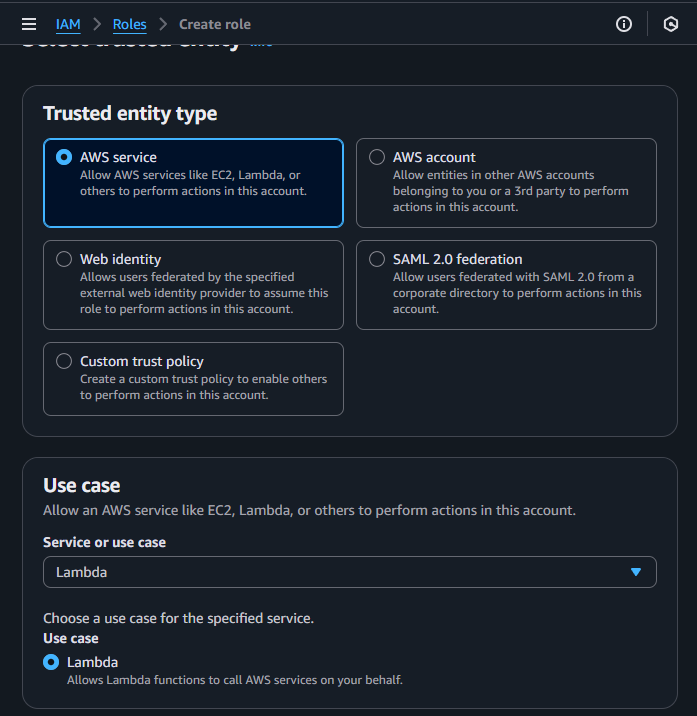 IAM > Roles > Create role
Select trusted entity Info
Trusted entity type
AWS service
Allow AWS services like EC2, Lambda, or
others to perform actions in this account.
AWS account
Allow entities in other AWS accounts
belonging to you or a 3rd party to perform
actions in this account.
Web identity
Allows users federated by the specified
external web identity provider to assume this
role to perform actions in this account.
SAML 2.0 federation
Allow users federated with SAML 2.0 from a
corporate directory to perform actions in this
account.
Custom trust policy
Create a custom trust policy to enable others
to perform actions in this account.
Use case
Allow an AWS service like EC2, Lambda, or others to perform actions in this account.
Service or use case
Lambda
Choose a use case for the specified service.
Use case
Lambda
Allows Lambda functions to call AWS services on your behalf.